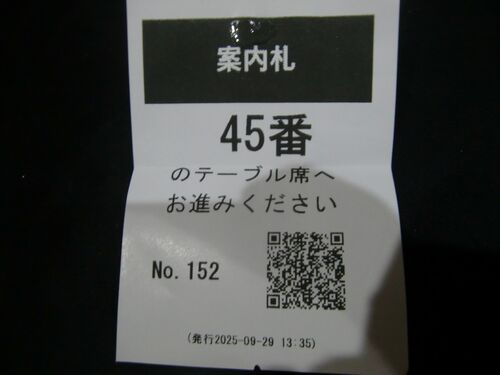 案内札
45番
のテーブル席へ
お進みください
No. 152
(発行2025-09-29 13:35)